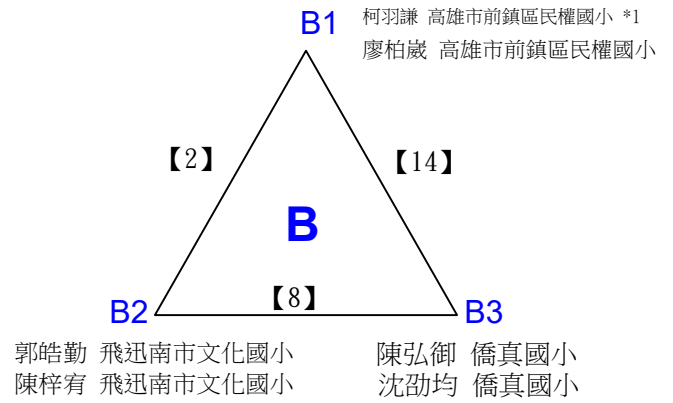 B1
柯羽謙 高雄市前鎮區民權國小 *1
廖柏崴 高雄市前鎮區民權國小
【2】
【14】
B
【8】
B2
B3
郭皓勤 飛迅南市文化國小
陳梓宥 飛迅南市文化國小
陳弘御 僑真國小
沈劭均 僑真國小